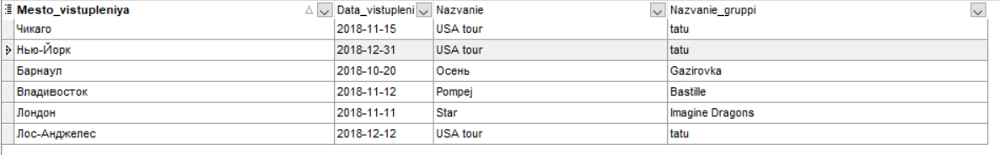 Mesto_vistupleniya Data_vistupleni Nazvanie Nazvanie_gruppi
Чикаго 2018-11-15 USA tour tatu
Нью-Йорк 2018-12-31 USA tour tatu
Барнаул 2018-10-20 Осень Gazirovka
Владивосток 2018-11-12 Pompej Bastille
Лондон 2018-11-11 Star Imagine Dragons
Лос-Анджелес 2018-12-12 USA tour tatu